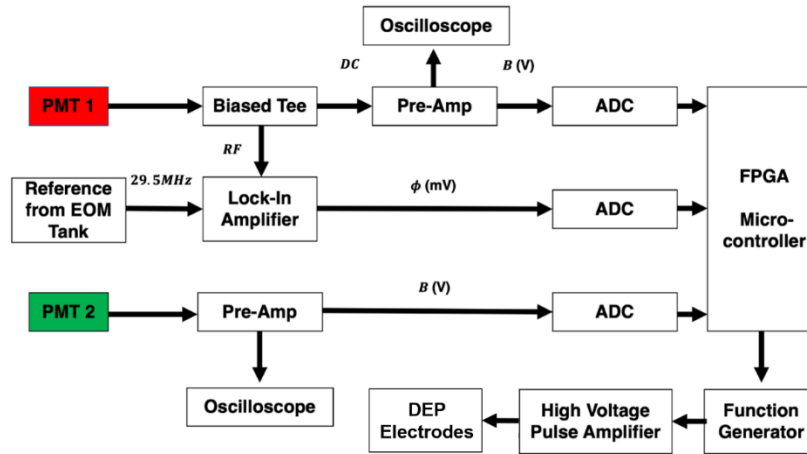 Oscilloscope
DC
B (V)
PMT 1
Biased Tee
Pre-Amp
ADC
RF
29.5MHz
Reference
from EOM
Tank
Lock-In
Amplifier
ϕ (mV)
ADC
FPGA
Micro-
controller
B (V)
PMT 2
Pre-Amp
ADC
Oscilloscope
DEP
Electrodes
High Voltage
Pulse Amplifier
Function
Generator